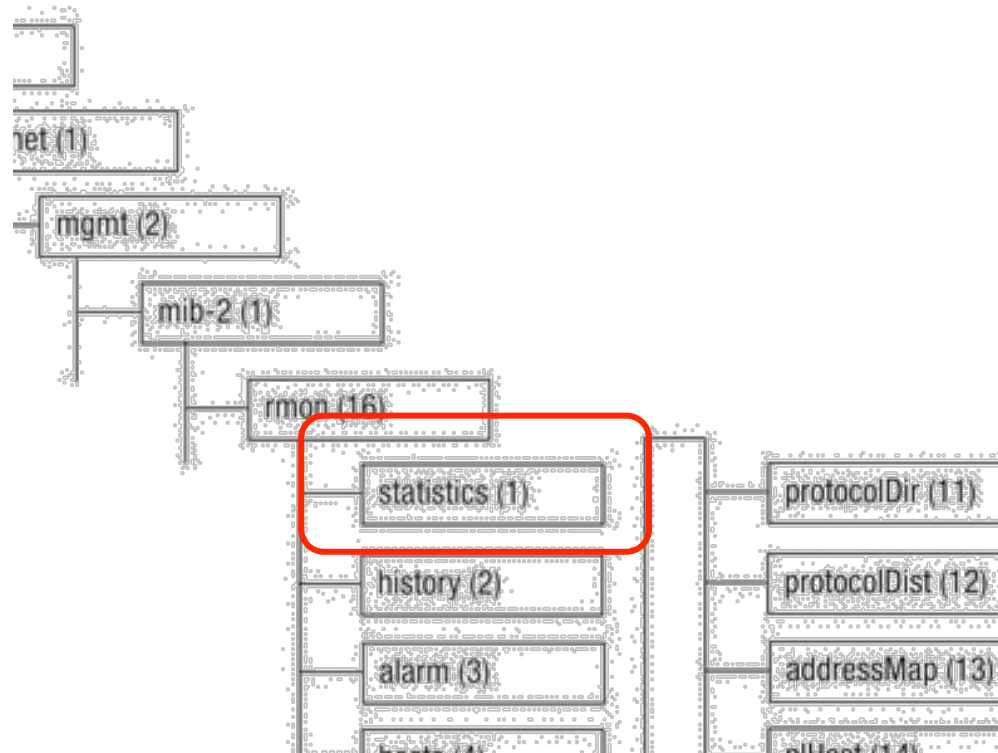 net (1)
mgmt (2)
mib-2 (1)
rmon (16)
statistics (1)
history (2)
alarm (3)
protocolDir (11)
protocolDist (12)
addressMap (13)